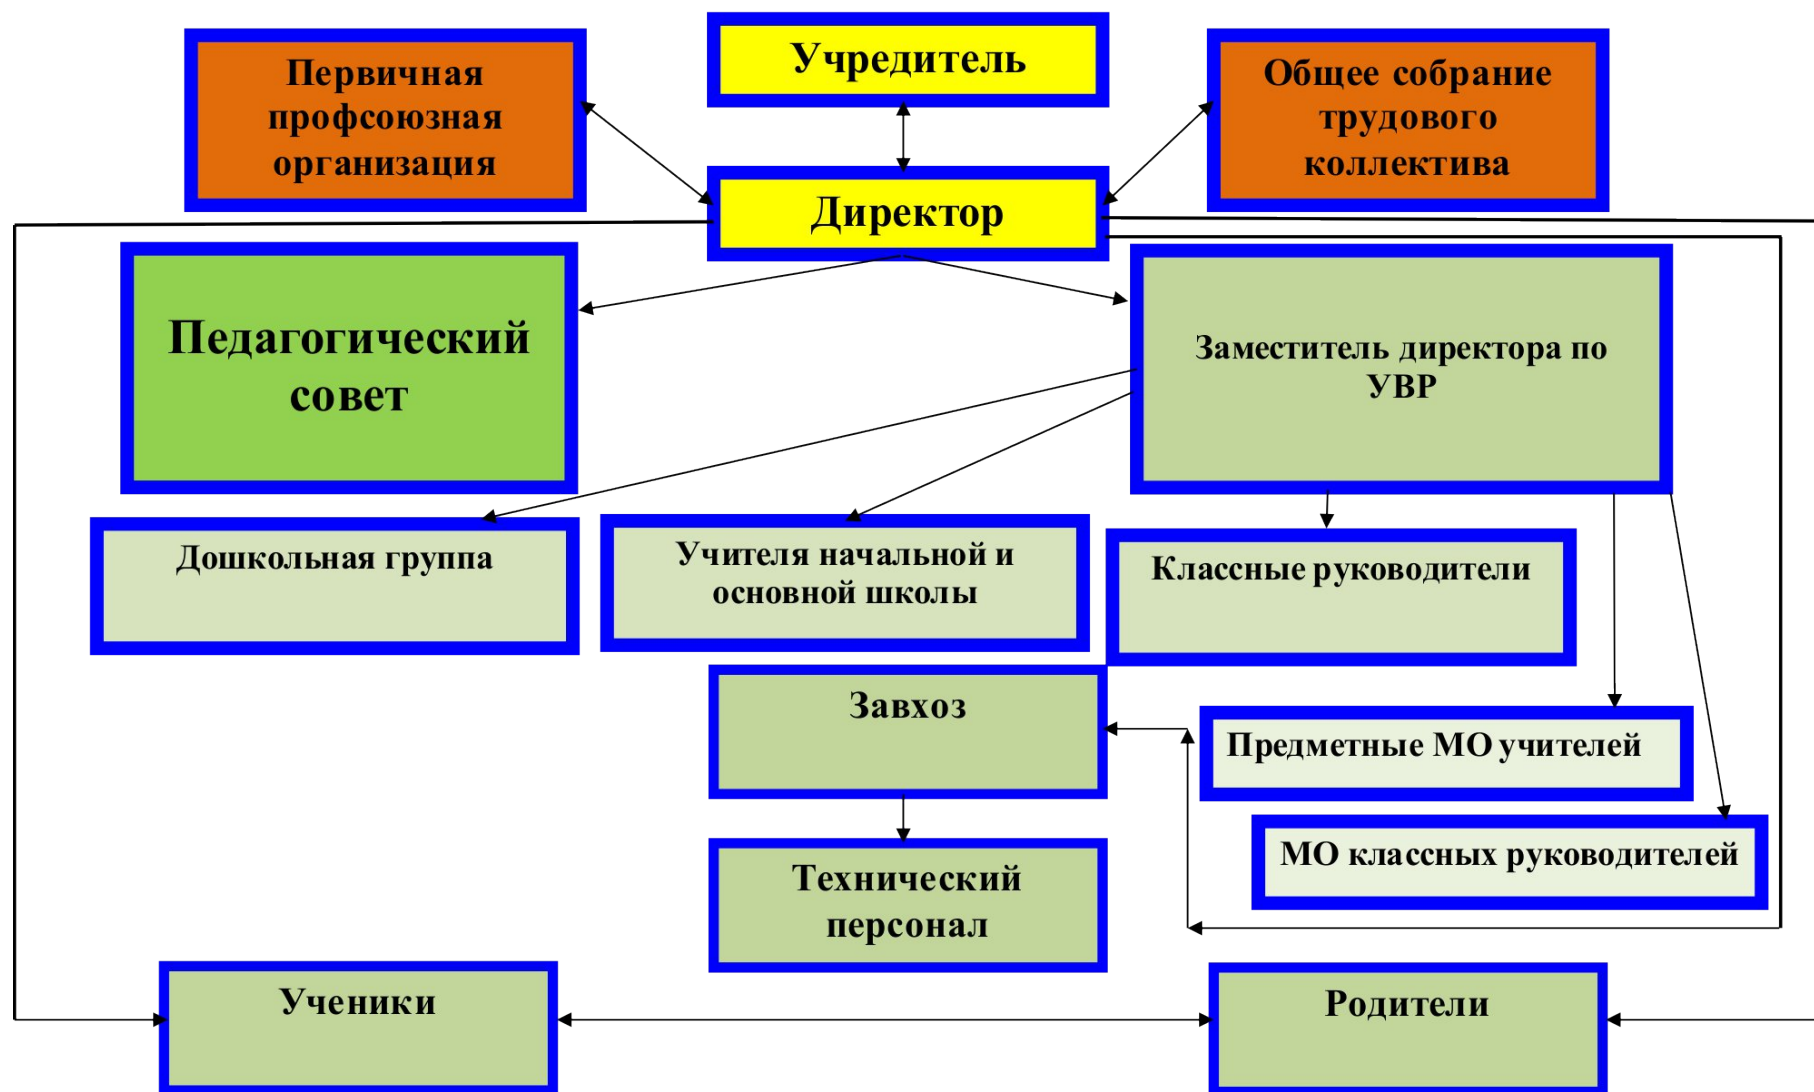 Первичная
профсоюзная
организация
Учредитель
Общее собрание
трудового
коллектива
Директор
Педагогический
совет
Заместитель директора по
УВР
Дошкольная группа
Учителя начальной и
основной школы
Классные руководители
Завхоз
Предметные МО учителей
МО классных руководителей
Технический
персонал
Ученики
Родители